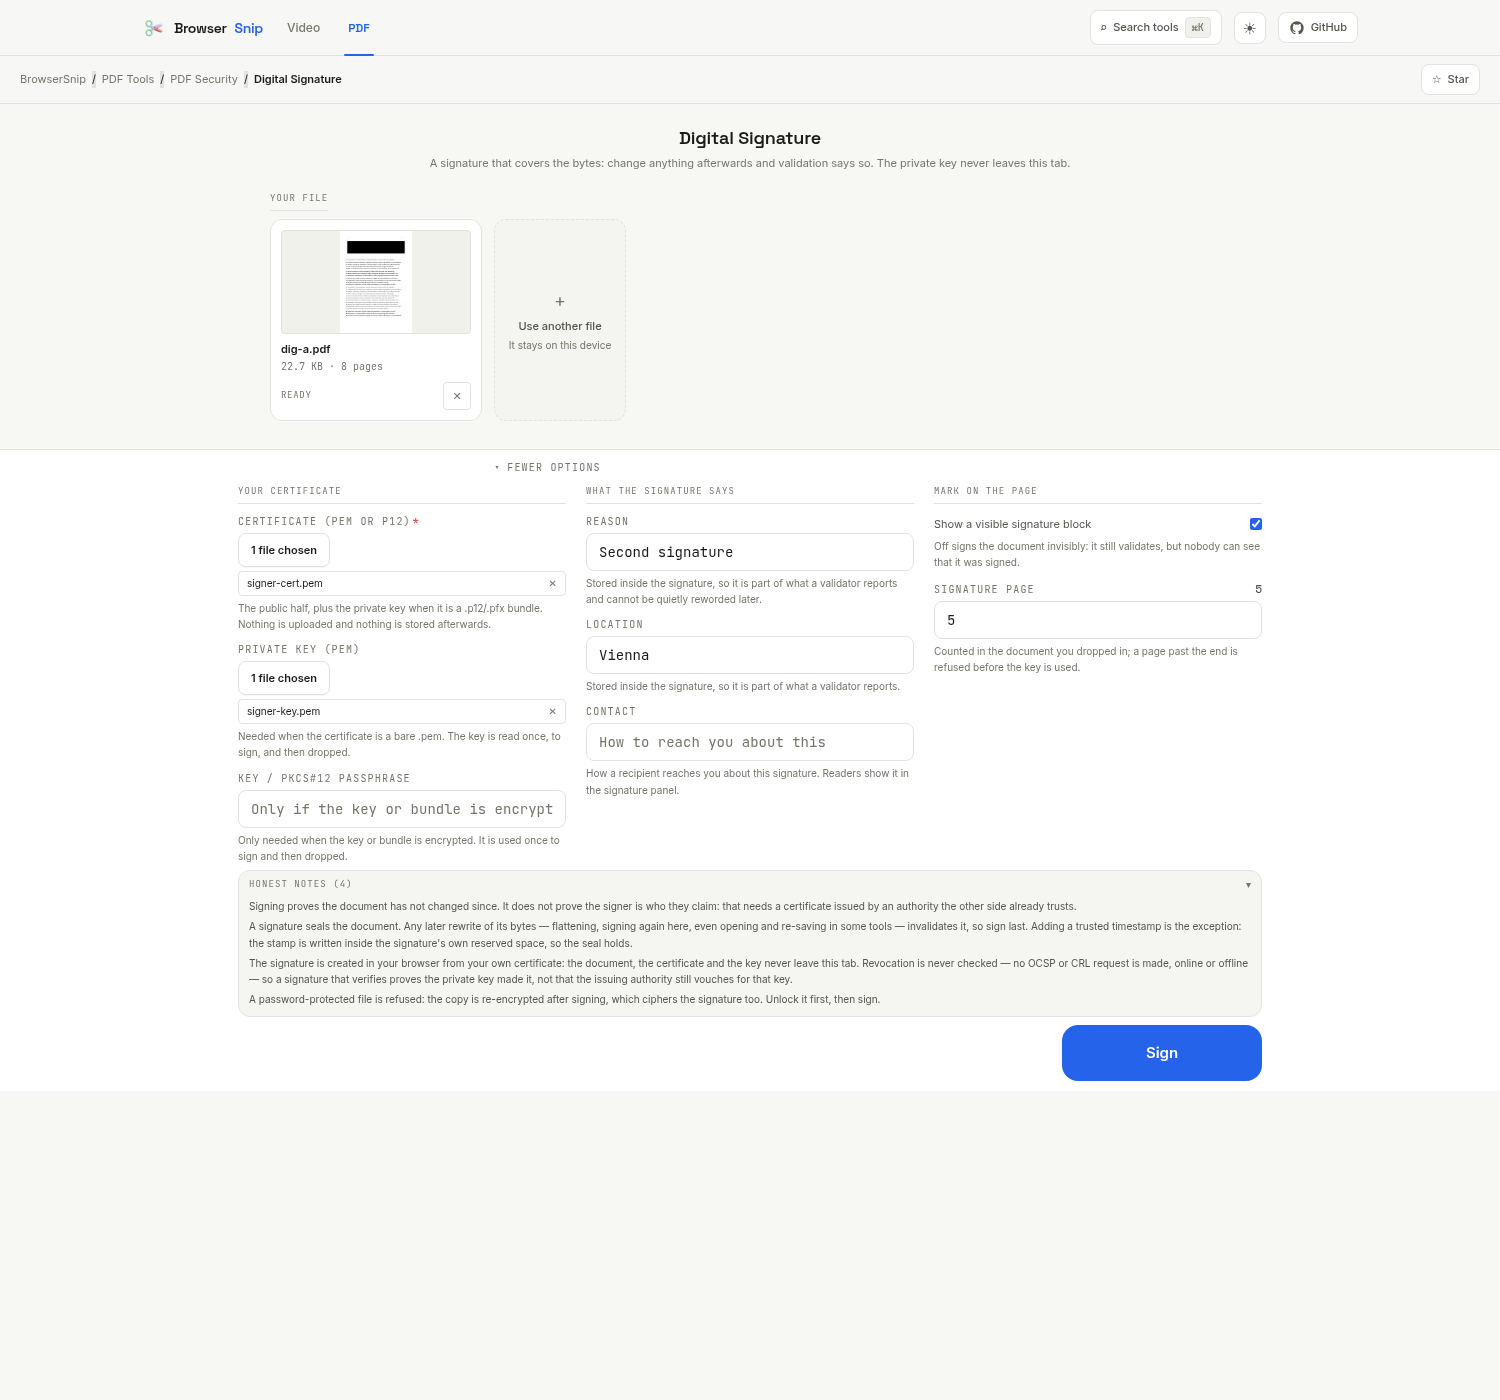 Browser Snip
Video
PDF
Search tools
⌘K
GitHub
BrowserSnip / PDF Tools / PDF Security / Digital Signature
☆ Star
Digital Signature
A signature that covers the bytes: change anything afterwards and validation says so. The private key never leaves this tab.
YOUR FILE
dig-a.pdf
22.7 KB · 8 pages
READY
×
+
Use another file
It stays on this device
▾ FEWER OPTIONS
YOUR CERTIFICATE
CERTIFICATE (PEM OR P12) *
1 file chosen
signer-cert.pem ×
The public half, plus the private key when it is a .p12/.pfx bundle.
Nothing is uploaded and nothing is stored afterwards.
PRIVATE KEY (PEM)
1 file chosen
signer-key.pem ×
Needed when the certificate is a bare .pem. The key is read once, to
sign, and then dropped.
KEY / PKCS#12 PASSPHRASE
Only if the key or bundle is encrypt
Only needed when the key or bundle is encrypted. It is used once to
sign and then dropped.
WHAT THE SIGNATURE SAYS
REASON
Second signature
Stored inside the signature, so it is part of what a validator reports
and cannot be quietly reworded later.
LOCATION
Vienna
Stored inside the signature, so it is part of what a validator reports.
CONTACT
How to reach you about this
How a recipient reaches you about this signature. Readers show it in
the signature panel.
MARK ON THE PAGE
Show a visible signature block
Off signs the document invisibly: it still validates, but nobody can see
that it was signed.
SIGNATURE PAGE 5
5
Counted in the document you dropped in; a page past the end is
refused before the key is used.
HONEST NOTES (4) ▾
Signing proves the document has not changed since. It does not prove the signer is who they claim: that needs a certificate issued by an authority the other side already trusts.
A signature seals the document. Any later rewrite of its bytes — flattening, signing again here, even opening and re-saving in some tools — invalidates it, so sign last. Adding a trusted timestamp is the exception:
the stamp is written inside the signature's own reserved space, so the seal holds.
The signature is created in your browser from your own certificate: the document, the certificate and the key never leave this tab. Revocation is never checked — no OCSP or CRL request is made, online or offline
— so a signature that verifies proves the private key made it, not that the issuing authority still vouches for that key.
A password-protected file is refused: the copy is re-encrypted after signing, which ciphers the signature too. Unlock it first, then sign.
Sign